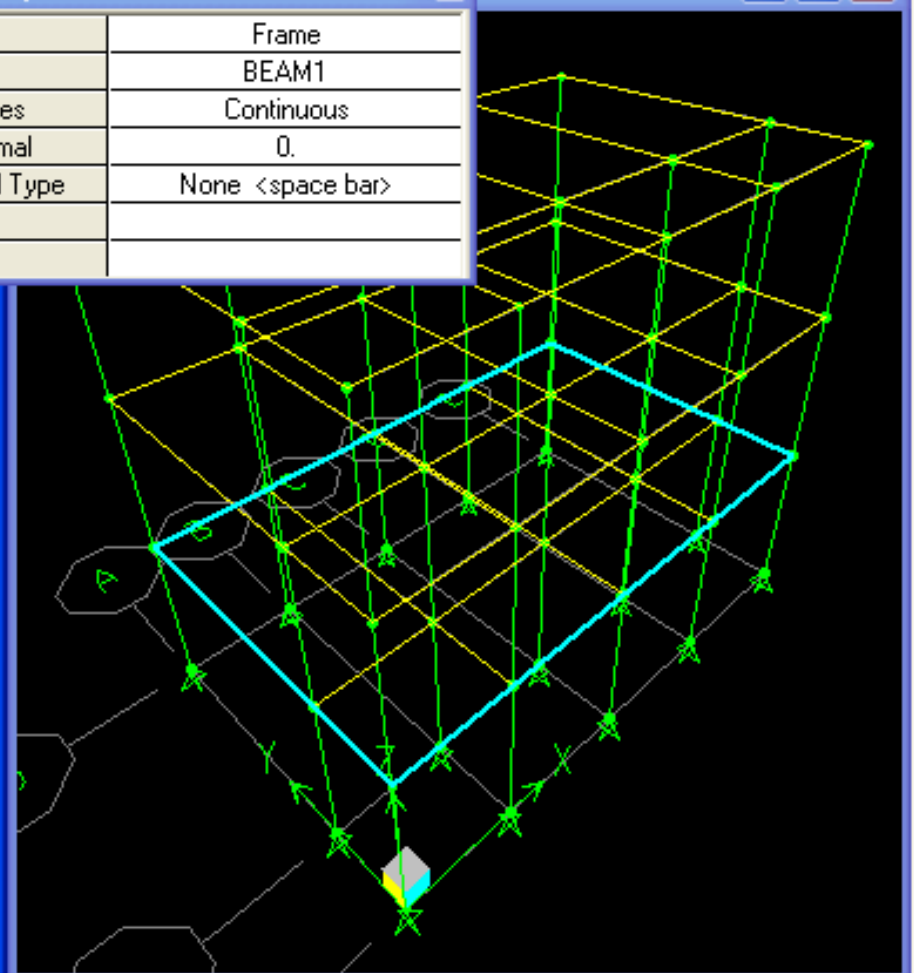 Frame
BEAM1
es Continuous
mal 0.
l Type None <space bar>
A
B
C
X
Y